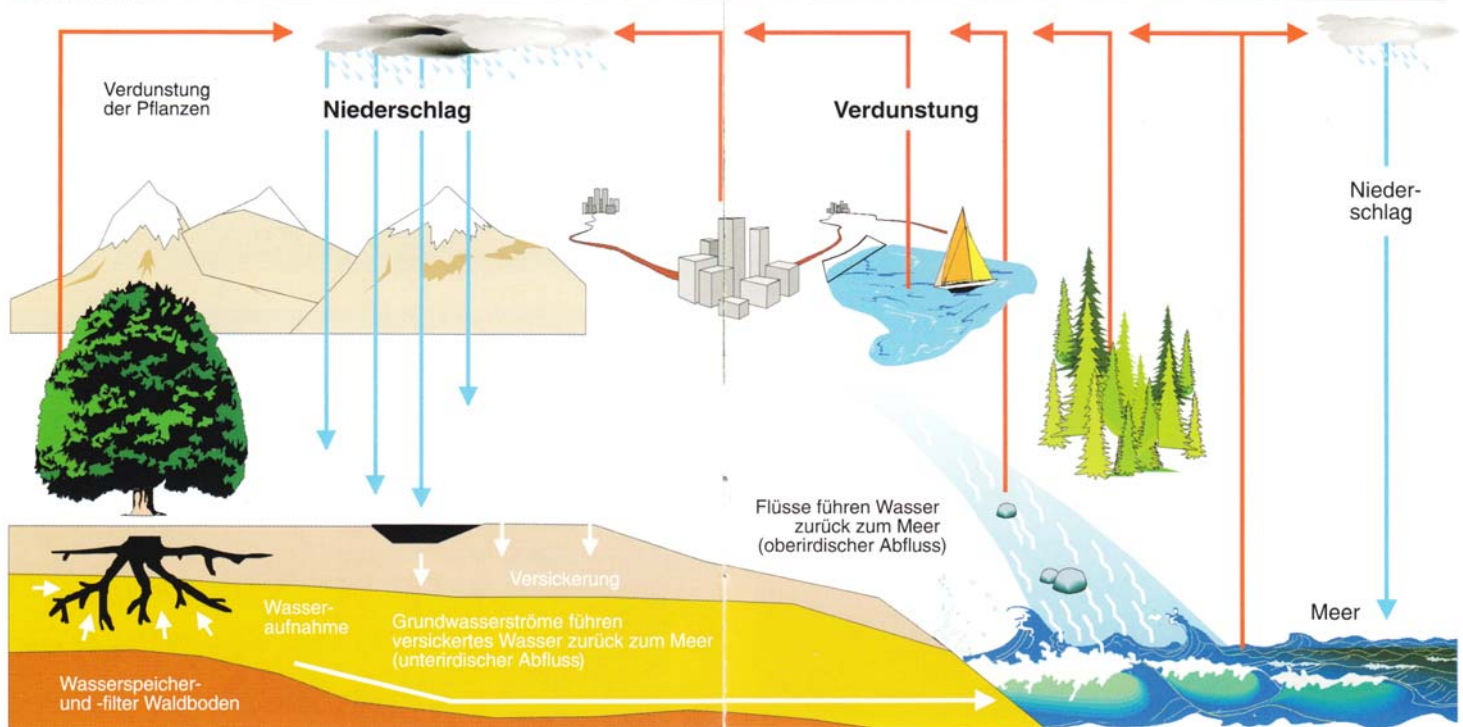 Verdunstung
der Pflanzen
Niederschlag
Verdunstung
Nieder-
schlag
Flüsse führen Wasser
zurück zum Meer
(oberirdischer Abfluss)
Versickerung
Wasser-
aufnahme
Grundwasserströme führen
versickertes Wasser zurück zum Meer
(unterirdischer Abfluss)
Meer
Wasserspeicher-
und -filter Waldboden